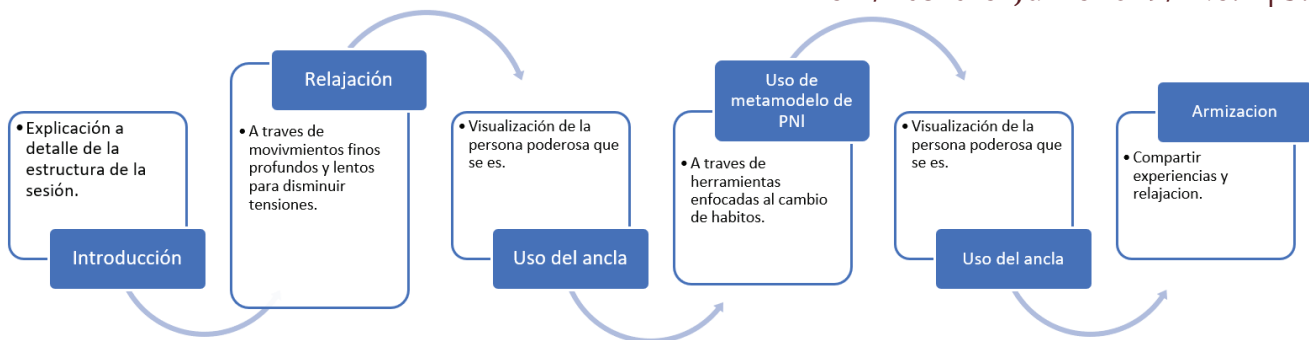 Introducción
• Explicación a
detalle de la
estructura de la
sesión.
Relajación
• A traves de
movivmientos finos
profundos y lentos
para disminuir
tensiones.
Uso del ancla
• Visualización de la
persona poderosa que
se es.
Uso de
metamodelo de
PNl
• A traves de
herramientas
enfocadas al cambio
de habitos.
Uso del ancla
• Visualización de la
persona poderosa que
se es.
Armizacion
• Compartir
experiencias y
relajacion.